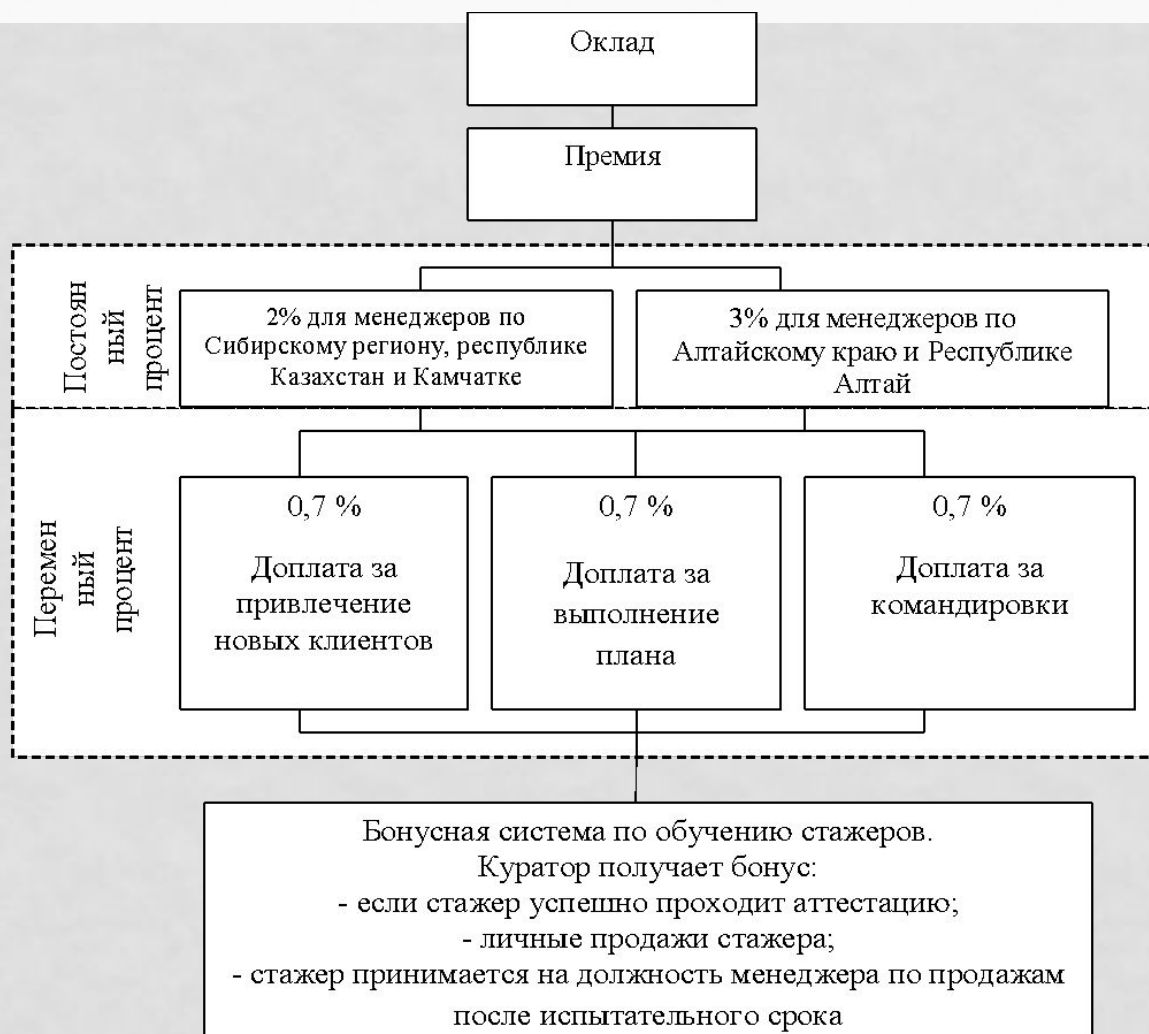 Оклад
Премия
Постоян
ный
процент
2% для менеджеров по
Сибирскому региону, республике
Казахстан и Камчатке
3% для менеджеров по
Алтайскому краю и Республике
Алтай
Перемен
ный
процент
0,7 %
Доплата за
привлечение
новых клиентов
0,7 %
Доплата за
выполнение
плана
0,7 %
Доплата за
командировки
Бонусная система по обучению стажеров.
Куратор получает бонус:
- если стажер успешно проходит аттестацию;
- личные продажи стажера;
- стажер принимается на должность менеджера по продажам
после испытательного срока